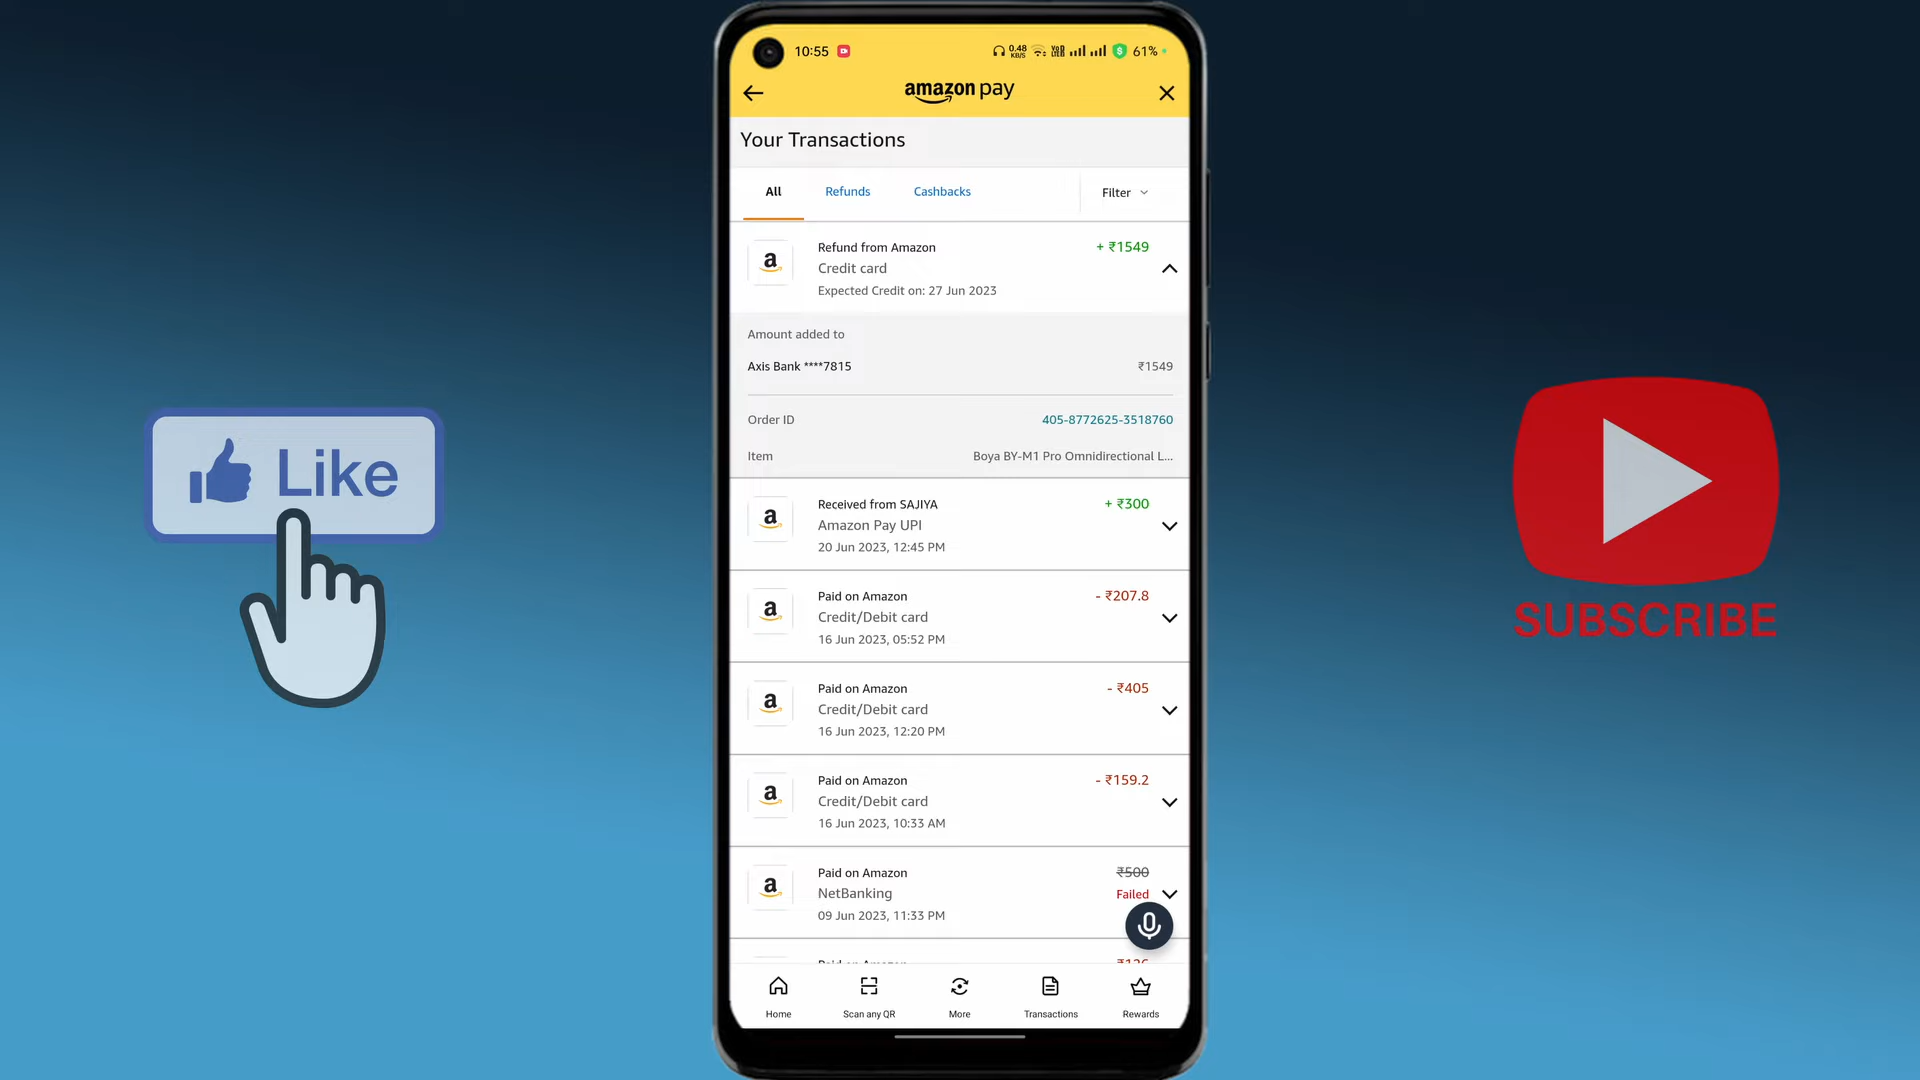 10:55
0.48 KB/S
61%
amazon pay
Your Transactions
All
Refunds
Cashbacks
Filter
Refund from Amazon
+ ₹1549
Credit card
Expected Credit on: 27 Jun 2023
Amount added to
Axis Bank ****7815
₹1549
Order ID
405-8772625-3518760
Item
Boya BY-M1 Pro Omnidirectional L...
Received from SAJIYA
+ ₹300
Amazon Pay UPI
20 Jun 2023, 12:45 PM
Paid on Amazon
- ₹207.8
Credit/Debit card
16 Jun 2023, 05:52 PM
Paid on Amazon
- ₹405
Credit/Debit card
16 Jun 2023, 12:20 PM
Paid on Amazon
- ₹159.2
Credit/Debit card
16 Jun 2023, 10:33 AM
Paid on Amazon
₹500
NetBanking
Failed
09 Jun 2023, 11:33 PM
Home
Scan any QR
More
Transactions
Rewards
Like
SUBSCRIBE